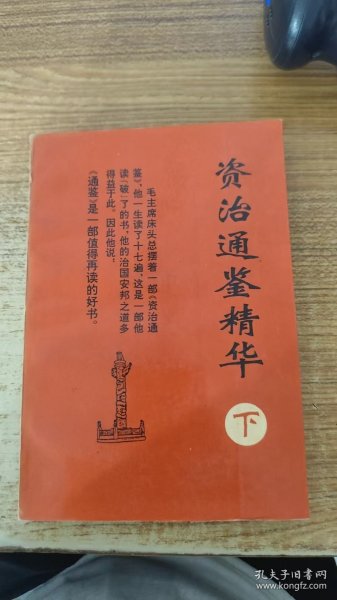 资治通鉴精华
下
毛主席床头总摆着一部《资治通
鉴》，他一生读了十七遍，这是一部他
读“破”了的书，他的治国安邦之道多
得益于此。因此他说：
《通鉴》是一部值得再读的好书。
孔夫子旧书网
www.kongfz.com